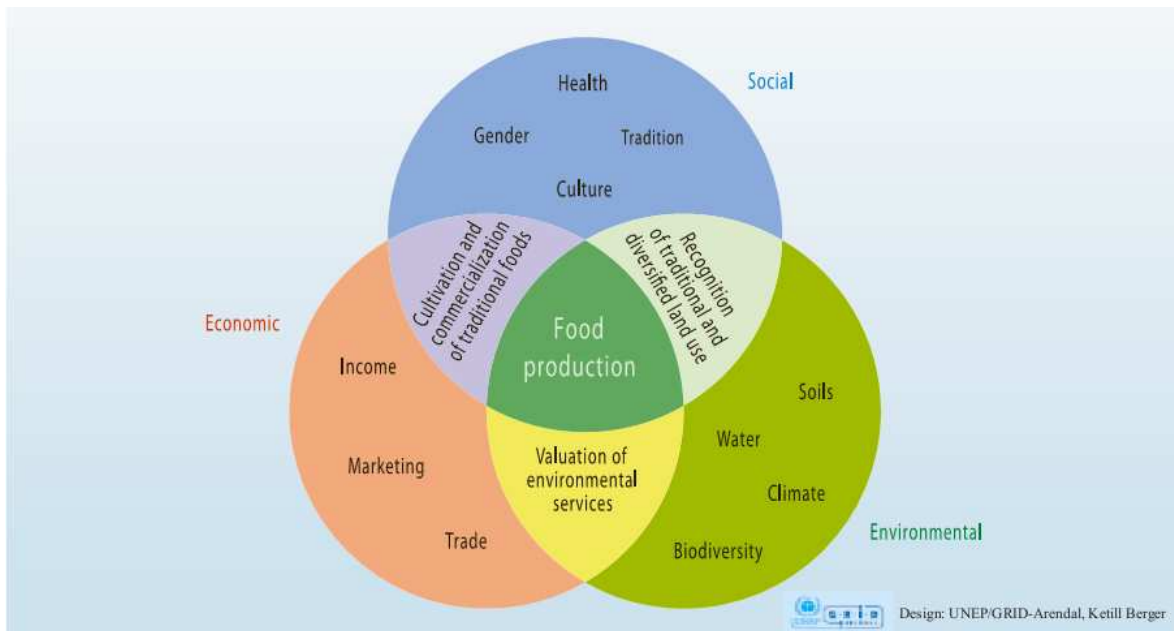 Health
Social
Gender
Tradition
Culture
Cultivation and
commercialization
of traditional foods
Recognition
of traditional and
diversified land use
Economic
Food
production
Income
Soils
Water
Marketing
Valuation of
environmental
services
Climate
Trade
Biodiversity
Environmental
UNEP
Design: UNEP/GRID-Arendal, Ketill Berger